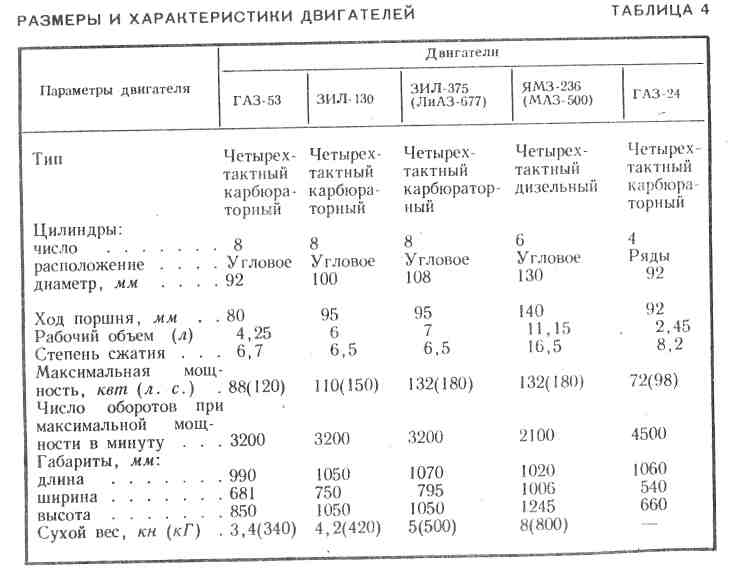 РАЗМЕРЫ И ХАРАКТЕРИСТИКИ ДВИГАТЕЛЕЙ ТАБЛИЦА 4
Двигатели
Параметры двигателя ГАЗ-53 ЗИЛ-130 ЗИЛ-375 (ЛиАЗ-677) ЯМЗ-236 (МАЗ-500) ГАЗ-24
Тип Четырех- Четырех- Четырех- Четырех- Четырех-
тактный тактный тактный тактный тактный
карбюра- карбюра- карбюратор- дизельный карбюра-
торный торный ный торный
Цилиндры:
число . . . . . . . 8 8 8 6 4
расположение . . . . Угловое Угловое Угловое Угловое Ряды
диаметр, мм . . . . 92 100 108 130 92
Ход поршня, мм . . 80 95 95 140 92
Рабочий объем (л) 4,25 6 7 11,15 2,45
Степень сжатия . . . 6,7 6,5 6,5 16,5 8,2
Максимальная мощ-
ность, квт (л. с.) . 88(120) 110(150) 132(180) 132(180) 72(98)
Число оборотов при
максимальной мощ-
ности в минуту . . . 3200 3200 3200 2100 4500
Габариты, мм:
длина . . . . . . . 990 1050 1070 1020 1060
ширина . . . . . . . 681 750 795 1006 540
высота . . . . . . . 850 1050 1050 1245 660
Сухой вес, кн (кГ) . 3,4(340) 4,2(420) 5(500) 8(800) —